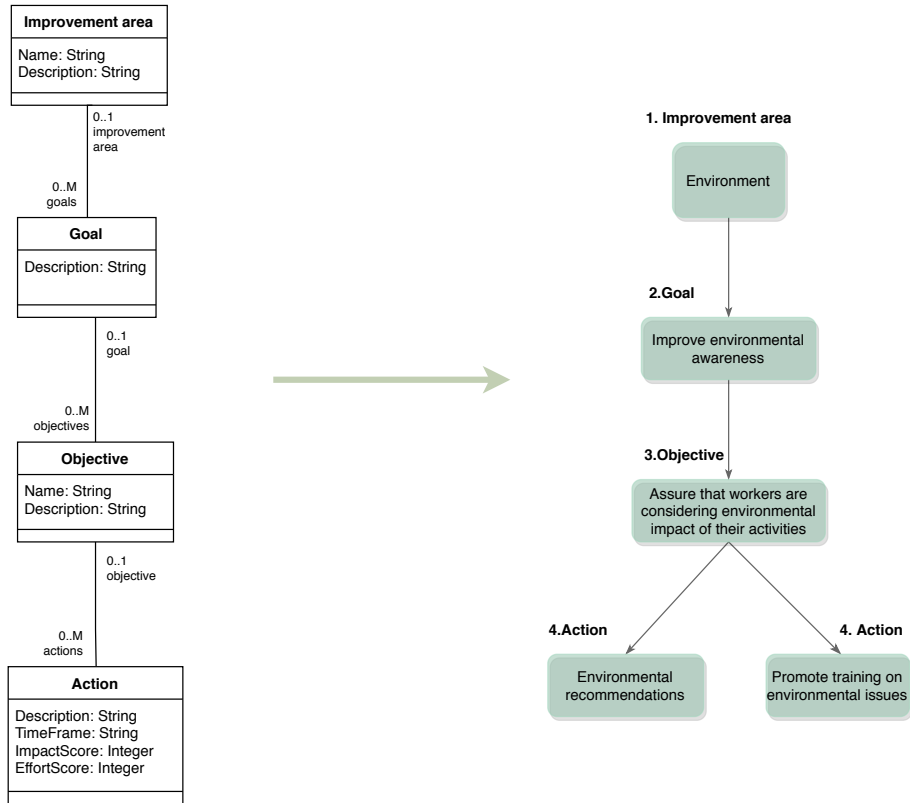 Improvement area
Name: String
Description: String
0..1
improvement
area
0..M
goals
Goal
Description: String
0..1
goal
0..M
objectives
Objective
Name: String
Description: String
0..1
objective
0..M
actions
Action
Description: String
TimeFrame: String
ImpactScore: Integer
EffortScore: Integer
1. Improvement area
Environment
2.Goal
Improve environmental
awareness
3.Objective
Assure that workers are
considering environmental
impact of their activities
4.Action
Environmental
recommendations
4. Action
Promote training on
environmental issues